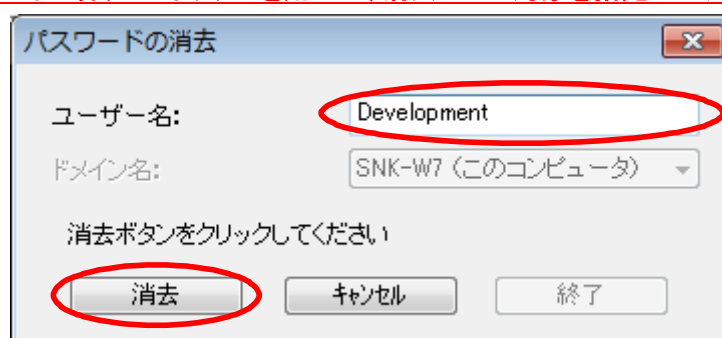 パスワードの消去
ユーザー名: Development
ドメイン名: SNK-W7 (このコンピュータ)
消去ボタンをクリックしてください
消去 キャンセル 終了